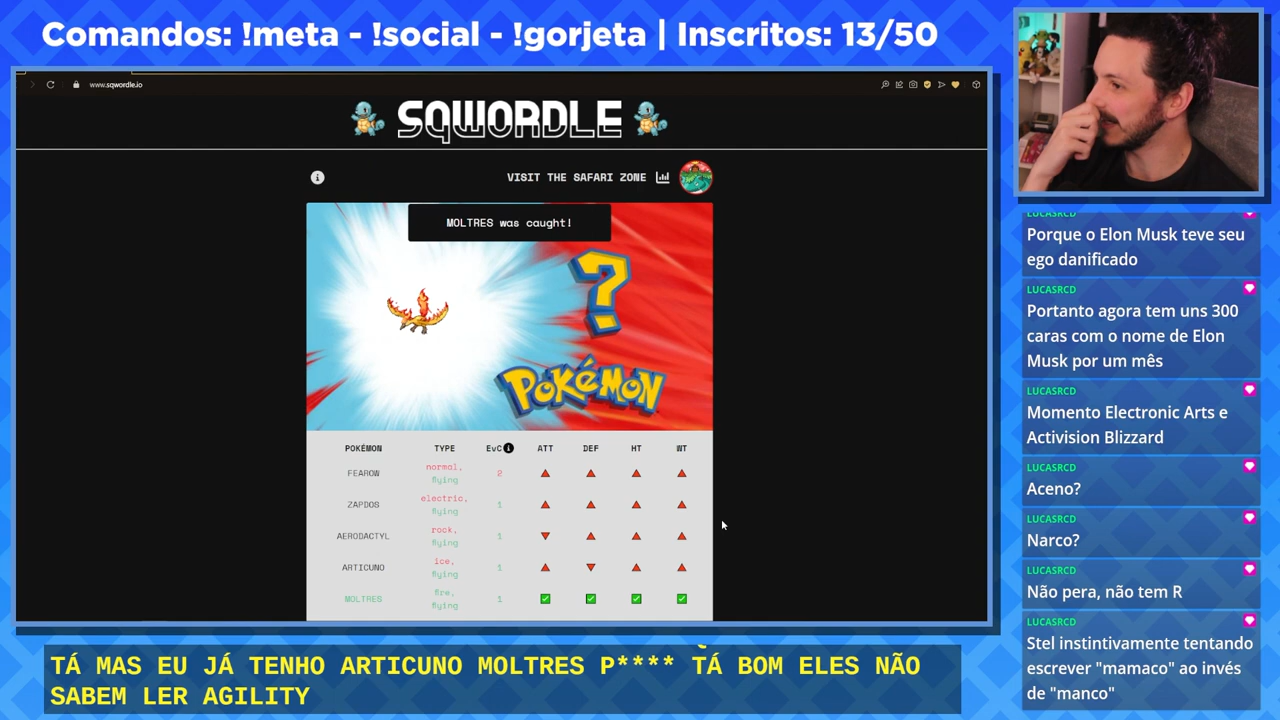 Comandos: !meta - !social - !gorjeta | Inscritos: 13/50
www.sqwordle.io
SQWORDLE
VISIT THE SAFARI ZONE
MOLTRES was caught!
?
POKéMON
POKÉMON TYPE EvC ATT DEF HT WT
FEAROW normal, flying 2
ZAPDOS electric, flying 1
AERODACTYL rock, flying 1
ARTICUNO ice, flying 1
MOLTRES fire, flying 1
LUCASRCD
Porque o Elon Musk teve seu
ego danificado
LUCASRCD
Portanto agora tem uns 300
caras com o nome de Elon
Musk por um mês
LUCASRCD
Momento Electronic Arts e
Activision Blizzard
LUCASRCD
Aceno?
LUCASRCD
Narco?
LUCASRCD
Não pera, não tem R
LUCASRCD
Stel instintivamente tentando
escrever "mamaco" ao invés
de "manco"
TÁ MAS EU JÁ TENHO ARTICUNO MOLTRES P**** TÁ BOM ELES NÃO
SABEM LER AGILITY